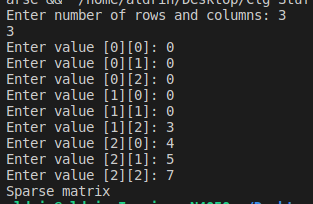 && "/home/aldrin/Desktop/Clg Stuf
Enter number of rows and columns: 3
3
Enter value [0][0]: 0
Enter value [0][1]: 0
Enter value [0][2]: 0
Enter value [1][0]: 0
Enter value [1][1]: 0
Enter value [1][2]: 3
Enter value [2][0]: 4
Enter value [2][1]: 5
Enter value [2][2]: 7
Sparse matrix